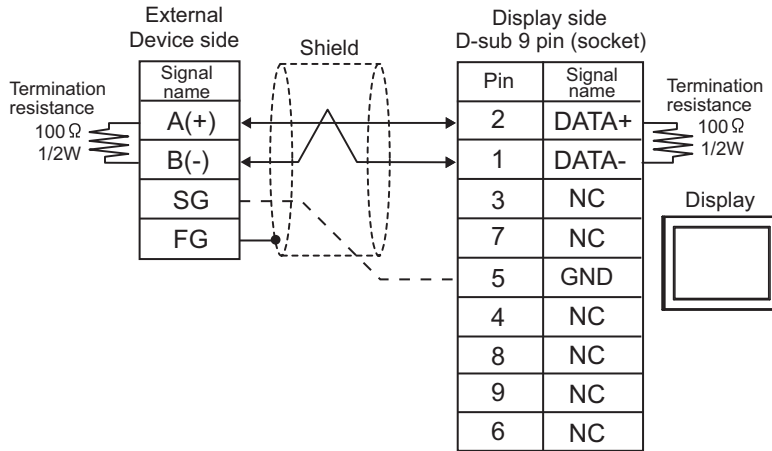 External
Device side
Shield
Display side
D-sub 9 pin (socket)
Termination
resistance
100 Ω
1/2W
Signal
name
A(+)
B(-)
SG
FG
Pin
Signal
name
2 DATA+
1 DATA-
3 NC
7 NC
5 GND
4 NC
8 NC
9 NC
6 NC
Termination
resistance
100 Ω
1/2W
Display